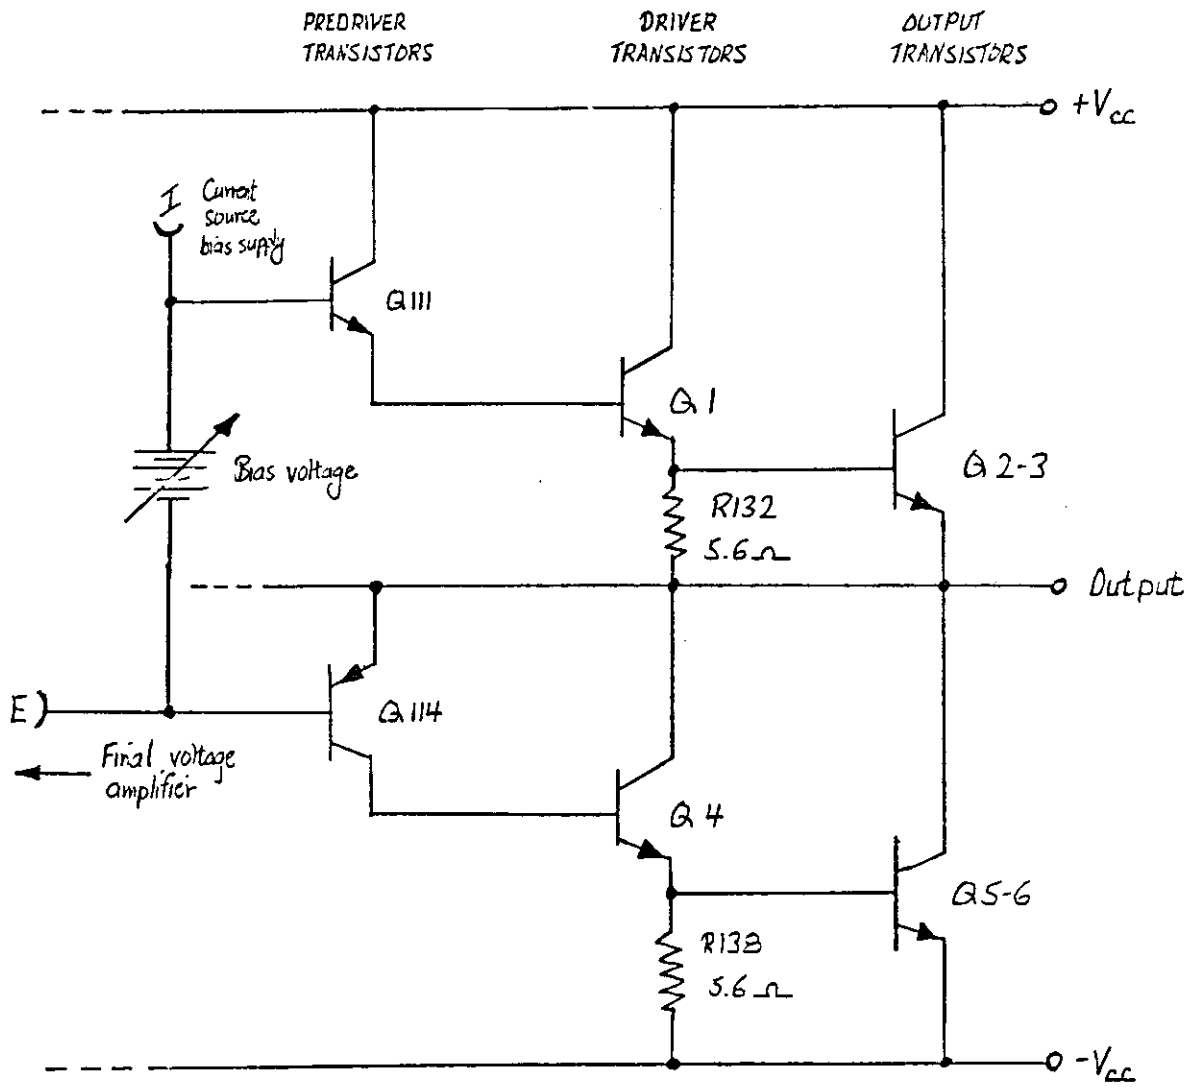 PREDRIVER
TRANSISTORS
DRIVER
TRANSISTORS
OUTPUT
TRANSISTORS
+Vcc
I
Current
source
bias supply
Q111
Q1
Q2-3
Bias voltage
R132
5.6Ω
Output
E)
Q114
Final voltage
amplifier
Q4
Q5-6
R138
5.6Ω
-Vcc